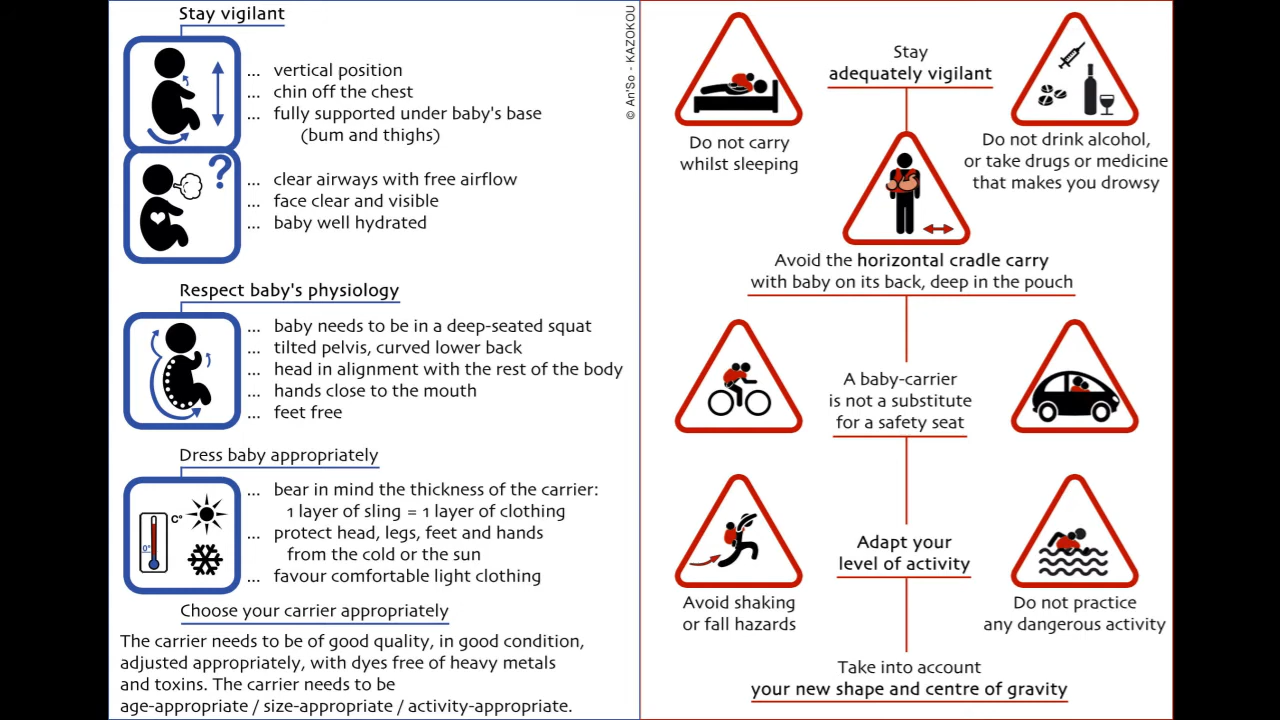 Stay vigilant
... vertical position
... chin off the chest
... fully supported under baby's base
(bum and thighs)
?
... clear airways with free airflow
... face clear and visible
... baby well hydrated
Respect baby's physiology
... baby needs to be in a deep-seated squat
... tilted pelvis, curved lower back
... head in alignment with the rest of the body
... hands close to the mouth
... feet free
Dress baby appropriately
C°
0°
... bear in mind the thickness of the carrier:
1 layer of sling = 1 layer of clothing
... protect head, legs, feet and hands
from the cold or the sun
... favour comfortable light clothing
Choose your carrier appropriately
The carrier needs to be of good quality, in good condition,
adjusted appropriately, with dyes free of heavy metals
and toxins. The carrier needs to be
age-appropriate / size-appropriate / activity-appropriate.
© An'So - KAZOKOU
Stay
adequately vigilant
Do not carry
whilst sleeping
Do not drink alcohol,
or take drugs or medicine
that makes you drowsy
Avoid the horizontal cradle carry
with baby on its back, deep in the pouch
A baby-carrier
is not a substitute
for a safety seat
Adapt your
level of activity
Avoid shaking
or fall hazards
Do not practice
any dangerous activity
Take into account
your new shape and centre of gravity